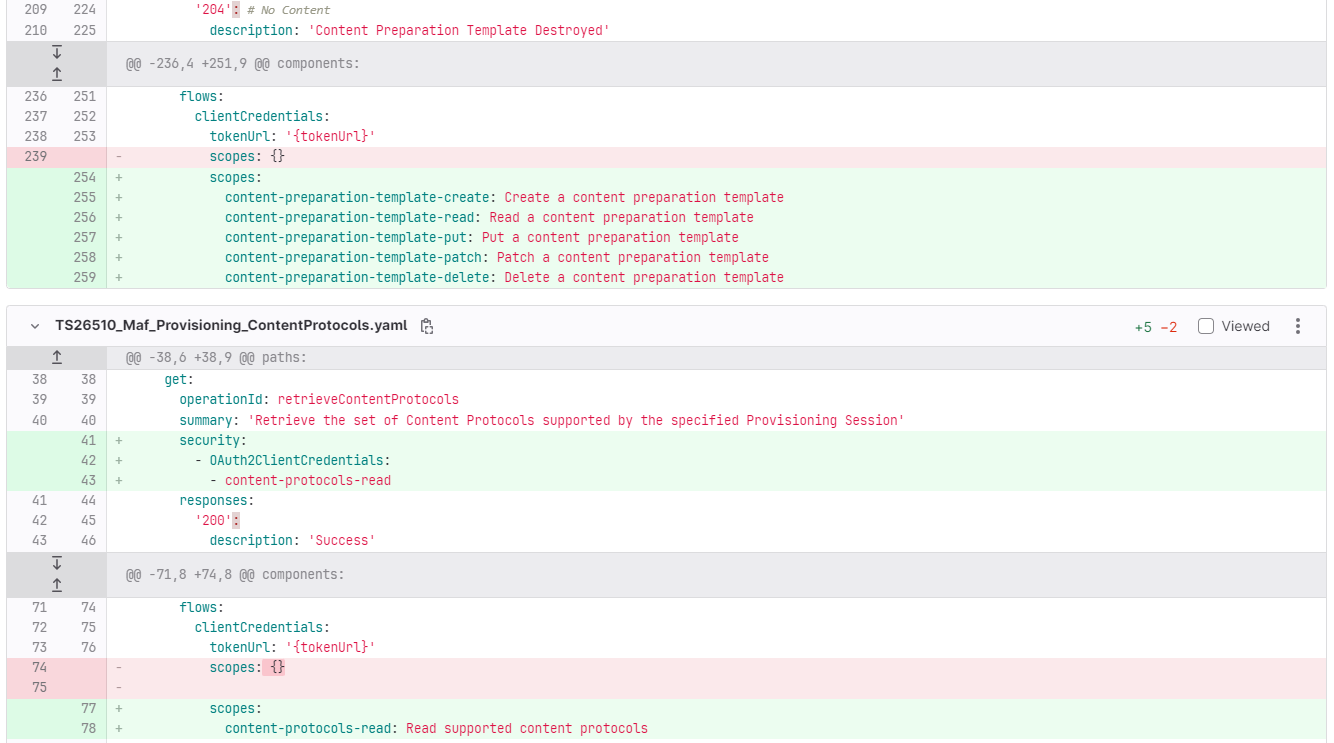 209 224 '204': # No Content
210 225 description: 'Content Preparation Template Destroyed'
@@ -236,4 +251,9 @@ components:
236 251 flows:
237 252 clientCredentials:
238 253 tokenUrl: '{tokenUrl}'
239 - scopes: {}
254 + scopes:
255 + content-preparation-template-create: Create a content preparation template
256 + content-preparation-template-read: Read a content preparation template
257 + content-preparation-template-put: Put a content preparation template
258 + content-preparation-template-patch: Patch a content preparation template
259 + content-preparation-template-delete: Delete a content preparation template
TS26510_Maf_Provisioning_ContentProtocols.yaml +5 −2 Viewed
@@ -38,6 +38,9 @@ paths:
38 38 get:
39 39 operationId: retrieveContentProtocols
40 40 summary: 'Retrieve the set of Content Protocols supported by the specified Provisioning Session'
41 + security:
42 + - OAuth2ClientCredentials:
43 + - content-protocols-read
41 44 responses:
42 45 '200':
43 46 description: 'Success'
@@ -71,8 +74,8 @@ components:
71 74 flows:
72 75 clientCredentials:
73 76 tokenUrl: '{tokenUrl}'
74 - scopes: {}
75 -
77 + scopes:
78 + content-protocols-read: Read supported content protocols